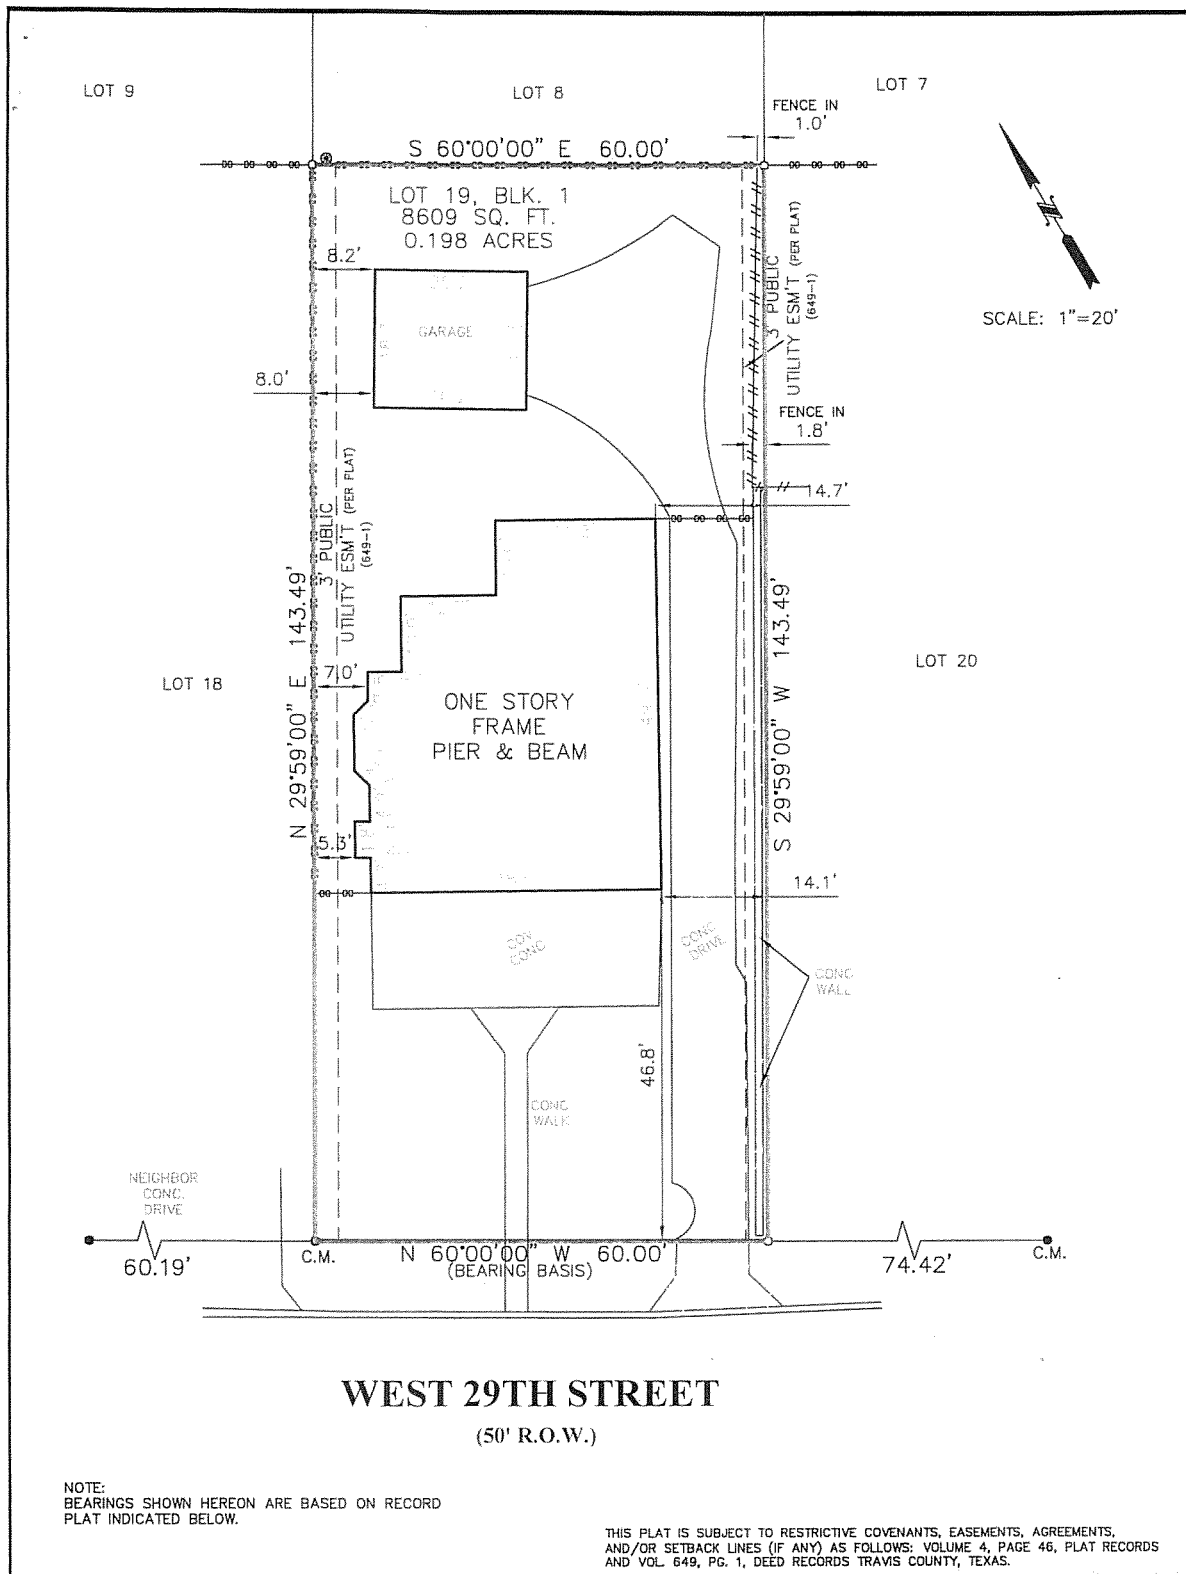 LOT 9
LOT 8
LOT 7
FENCE IN
1.0'
S 60°00'00" E 60.00'
LOT 19, BLK. 1
8609 SQ. FT.
0.198 ACRES
8.2'
GARAGE
3' PUBLIC
UTILITY ESM'T (PER PLAT)
(649-1)
SCALE: 1"=20'
8.0'
FENCE IN
1.8'
14.7'
3' PUBLIC
UTILITY ESM'T (PER PLAT)
(649-1)
N 29°59'00" E 143.49'
S 29°59'00" W 143.49'
LOT 18
7.0'
LOT 20
ONE STORY
FRAME
PIER & BEAM
5.3'
14.1'
COV
CONC
CONC
DRIVE
CONC
WALL
46.8'
CONC
WALK
NEIGHBOR
CONC.
DRIVE
60.19'
C.M.
N 60°00'00" W 60.00'
(BEARING BASIS)
74.42'
C.M.
WEST 29TH STREET
(50' R.O.W.)
NOTE:
BEARINGS SHOWN HEREON ARE BASED ON RECORD
PLAT INDICATED BELOW.
THIS PLAT IS SUBJECT TO RESTRICTIVE COVENANTS, EASEMENTS, AGREEMENTS,
AND/OR SETBACK LINES (IF ANY) AS FOLLOWS: VOLUME 4, PAGE 46, PLAT RECORDS
AND VOL. 649, PG. 1, DEED RECORDS TRAVIS COUNTY, TEXAS.